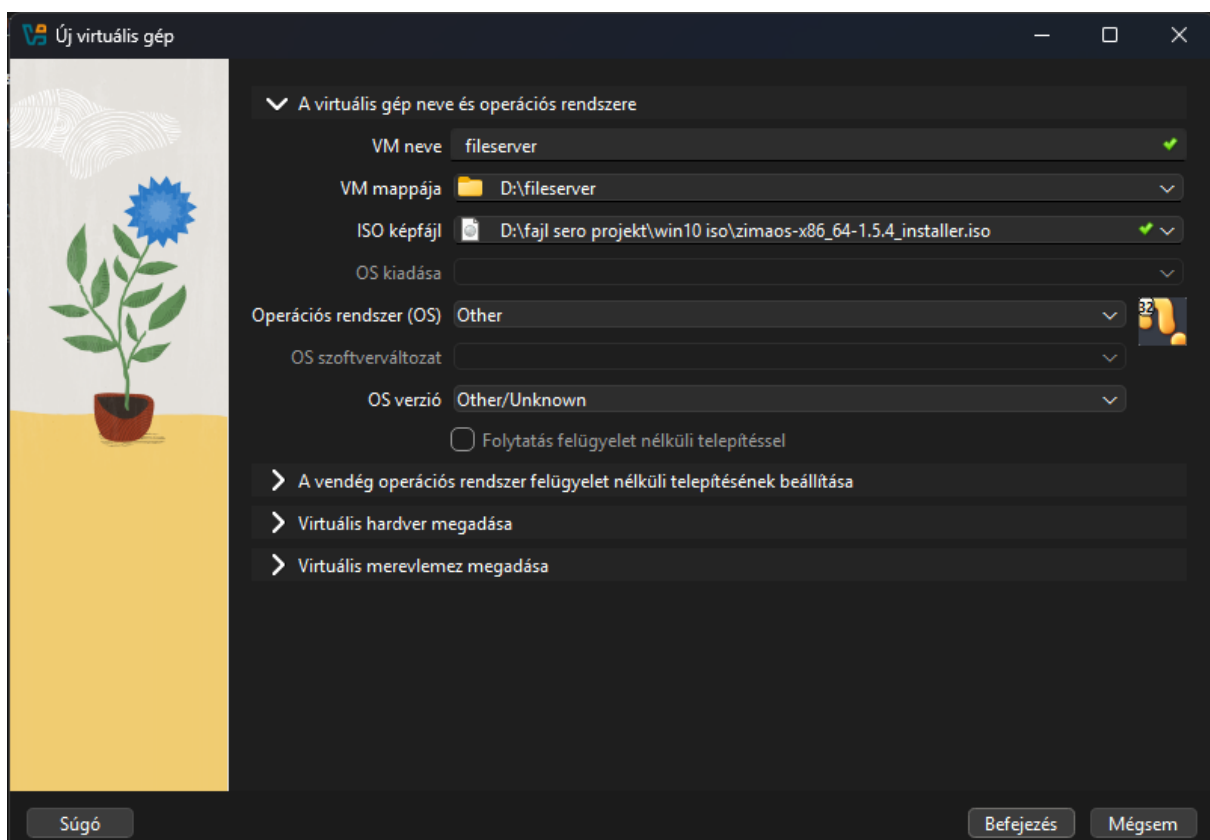 Új virtuális gép
A virtuális gép neve és operációs rendszere
VM neve fileserver
VM mappája D:\fileserver
ISO képfájl D:\fajl sero projekt\win10 iso\zimaos-x86_64-1.5.4_installer.iso
OS kiadása
Operációs rendszer (OS) Other 32
OS szoftverváltozat
OS verzió Other/Unknown
Folytatás felügyelet nélküli telepítéssel
A vendég operációs rendszer felügyelet nélküli telepítésének beállítása
Virtuális hardver megadása
Virtuális merevlemez megadása
Súgó Befejezés Mégsem